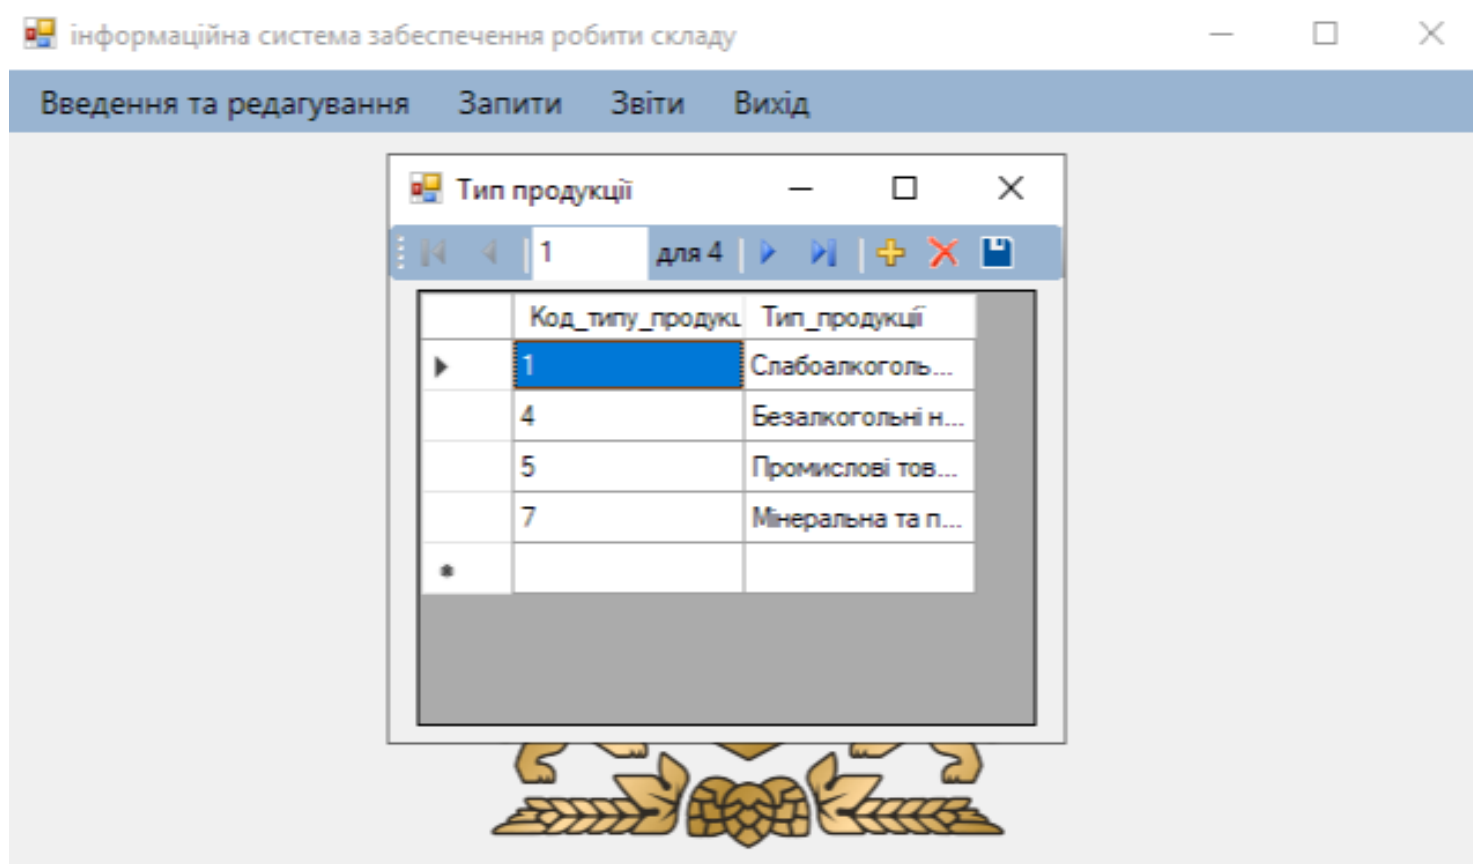 інформаційна система забеспечення робити складу
Введення та редагування Запити Звіти Вихід
Тип продукції
1 для 4
Код_типу_продукц Тип_продукції
1 Слабоалкоголь...
4 Безалкогольні н...
5 Промислові тов...
7 Мінеральна та п...